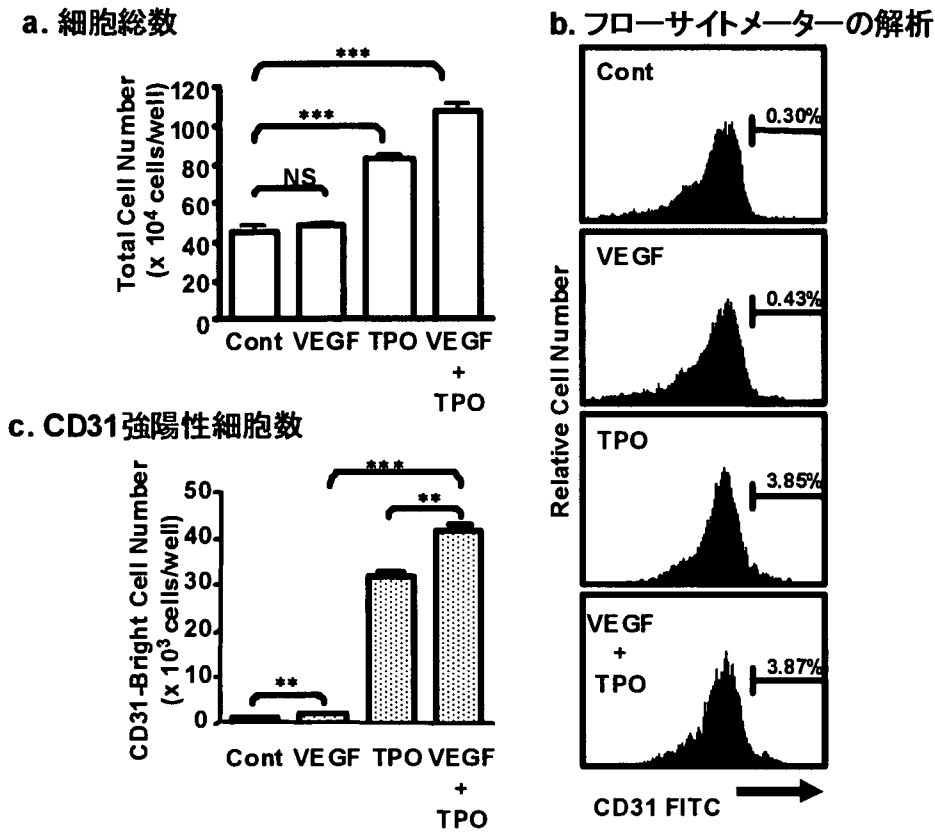 a. 細胞総数
***
***
NS
Total Cell Number
(x 10⁴ cells/well)
120
100
80
60
40
20
0
Cont VEGF TPO VEGF
+
TPO
b. フローサイトメーターの解析
Cont
0.30%
VEGF
0.43%
TPO
3.85%
VEGF
+
TPO
3.87%
Relative Cell Number
CD31 FITC
c. CD31強陽性細胞数
***
**
**
CD31-Bright Cell Number
(x 10³ cells/well)
50
40
30
20
10
0
Cont VEGF TPO VEGF
+
TPO